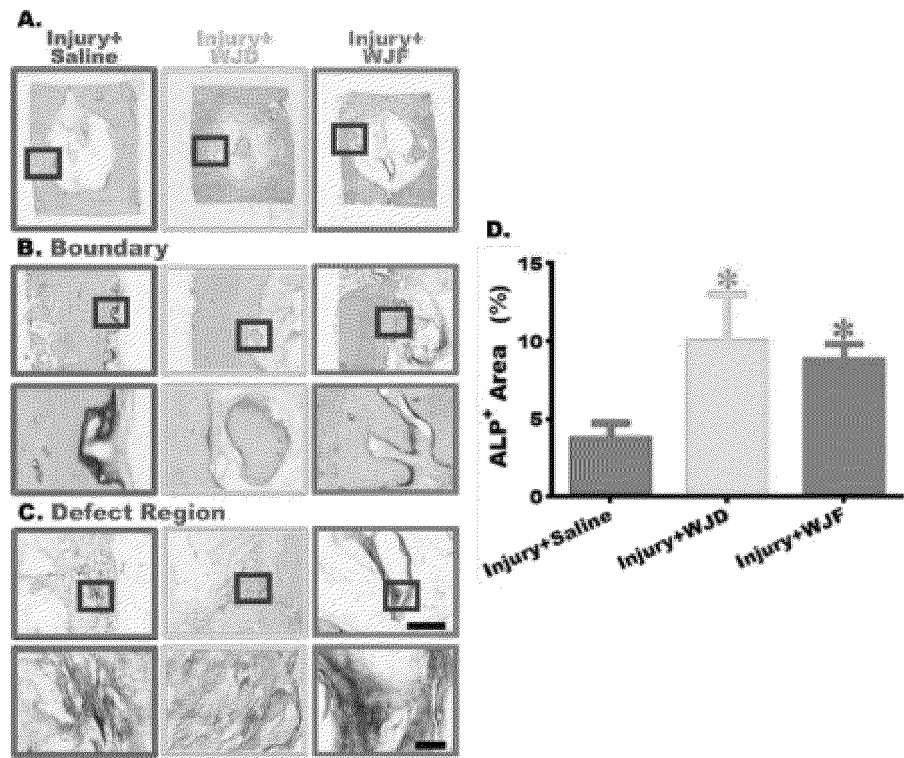 A.
Injury+
Saline
Injury+
WJD
Injury+
WJF
B. Boundary
C. Defect Region
D.
ALP+ Area (%)
15
10
5
0
*
*
Injury+Saline
Injury+WJD
Injury+WJF